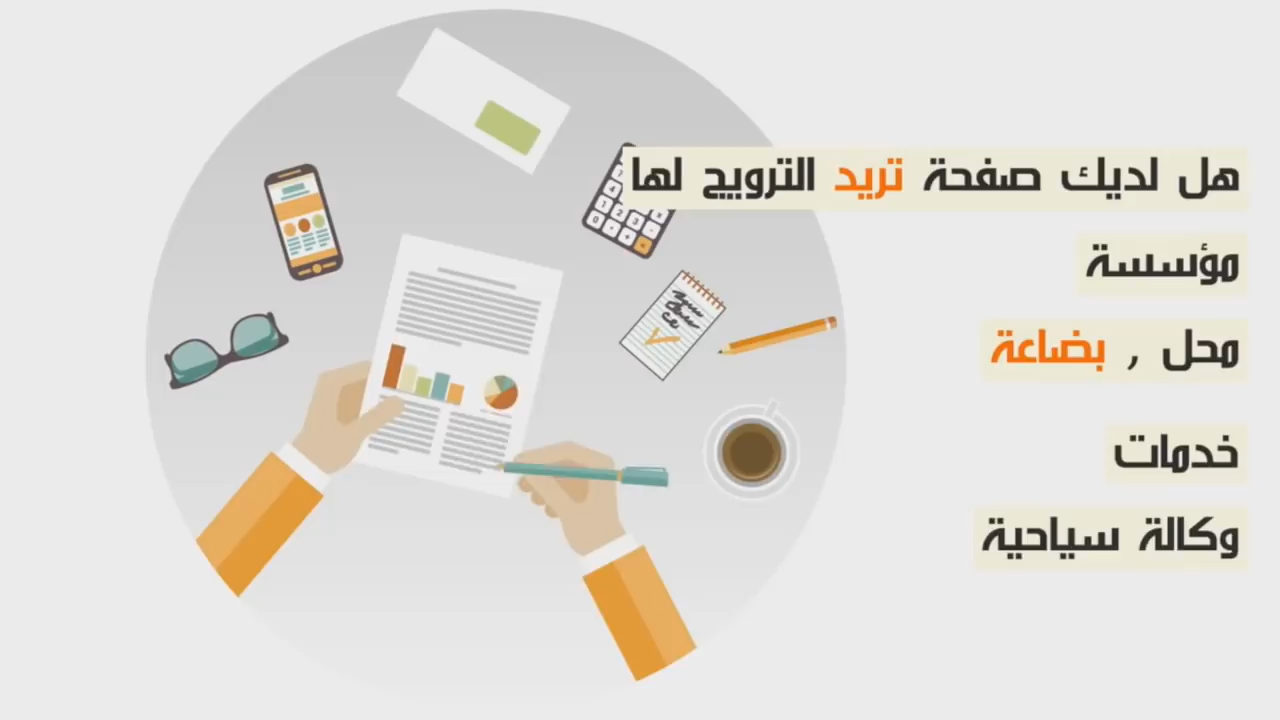 هل لديك صفحة تريد الترويج لها
مؤسسة
محل , بضاعة
خدمات
وكالة سياحية